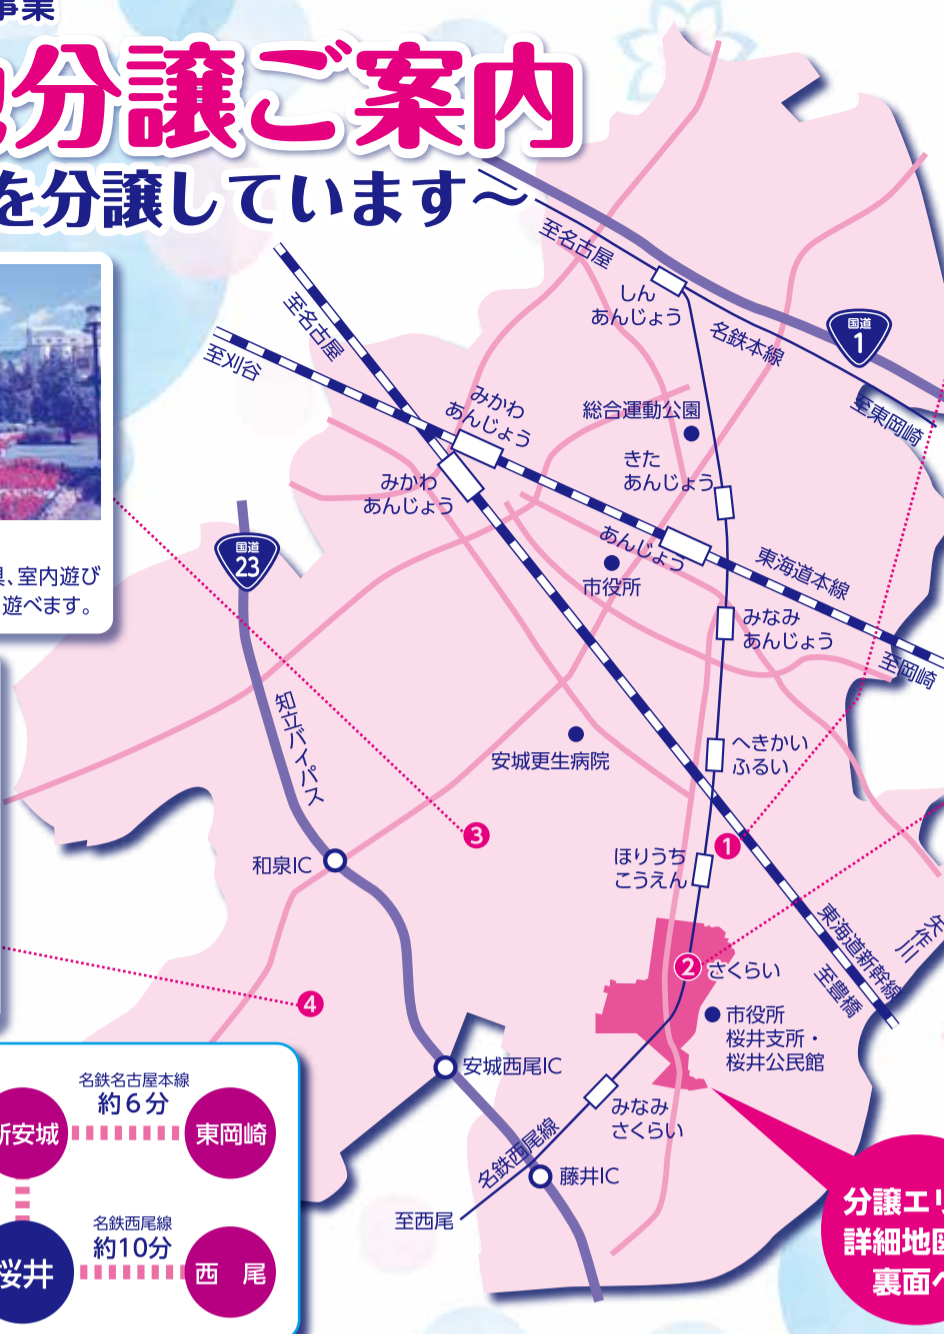 事業
分譲ご案内
を分譲しています～
至名古屋
しん
あんじょう
名鉄本線
国道
1
至東岡崎
至名古屋
至刈谷
みかわ
あんじょう
総合運動公園
きた
あんじょう
みかわ
あんじょう
国道
23
あんじょう
市役所
東海道本線
みなみ
あんじょう
至岡崎
、室内遊び
遊べます。
知立バイパス
安城更生病院
へきかい
ふるい
3
1
和泉IC
ほりうち
こうえん
矢作川
東海道新幹線
至豊橋
2
さくらい
4
市役所
桜井支所・
桜井公民館
安城西尾IC
みなみ
さくらい
名鉄西尾線
藤井IC
至西尾
名鉄名古屋本線
約6分
新安城
東岡崎
名鉄西尾線
約10分
桜井
西 尾
分譲エリ
詳細地図
裏面へ